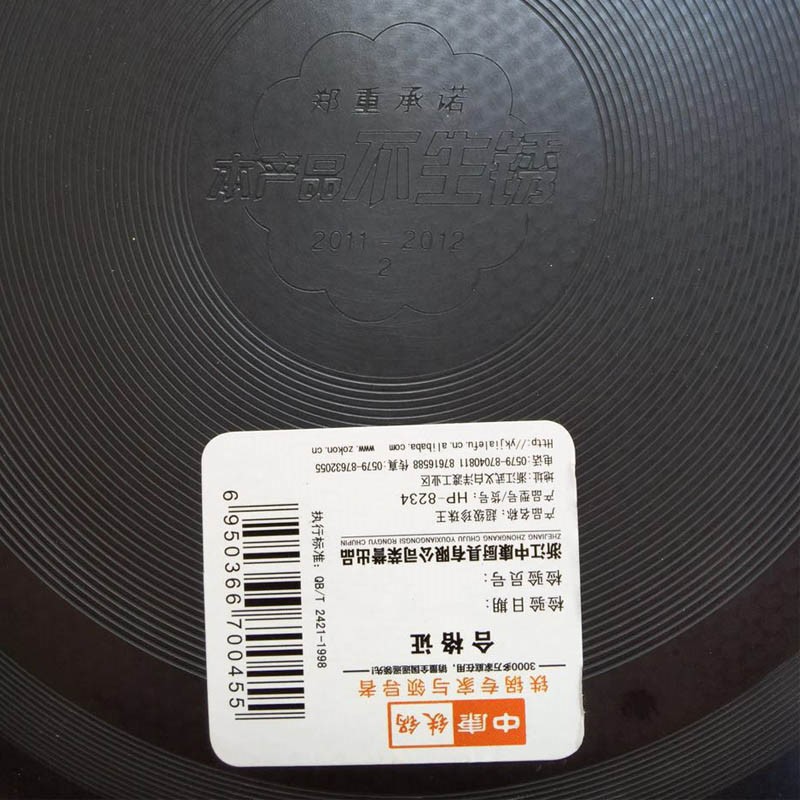 郑重承诺
本产品不生锈
2011-2012
2
中康铁锅
铁锅专家与领导者
3000多万家在用，销量全国遥遥领先!
合格证
检验日期:
检验员号:
浙江中康厨具有限公司荣誉出品
ZHEJIANG ZHONGKANG CHUJU YOUXIANGONGSI RONGYU CHUPIN
产品名称: 超级珍珠王
产品型号/货号: HP-8234
地址:浙江武义白洋渡工业区
电话:0579-87040811 87616588 传真:0579-87632055
Http://ykjialefu.cn.alibaba.com www.zokon.cn
执行标准: QB/T 2421-1998
6950366700455